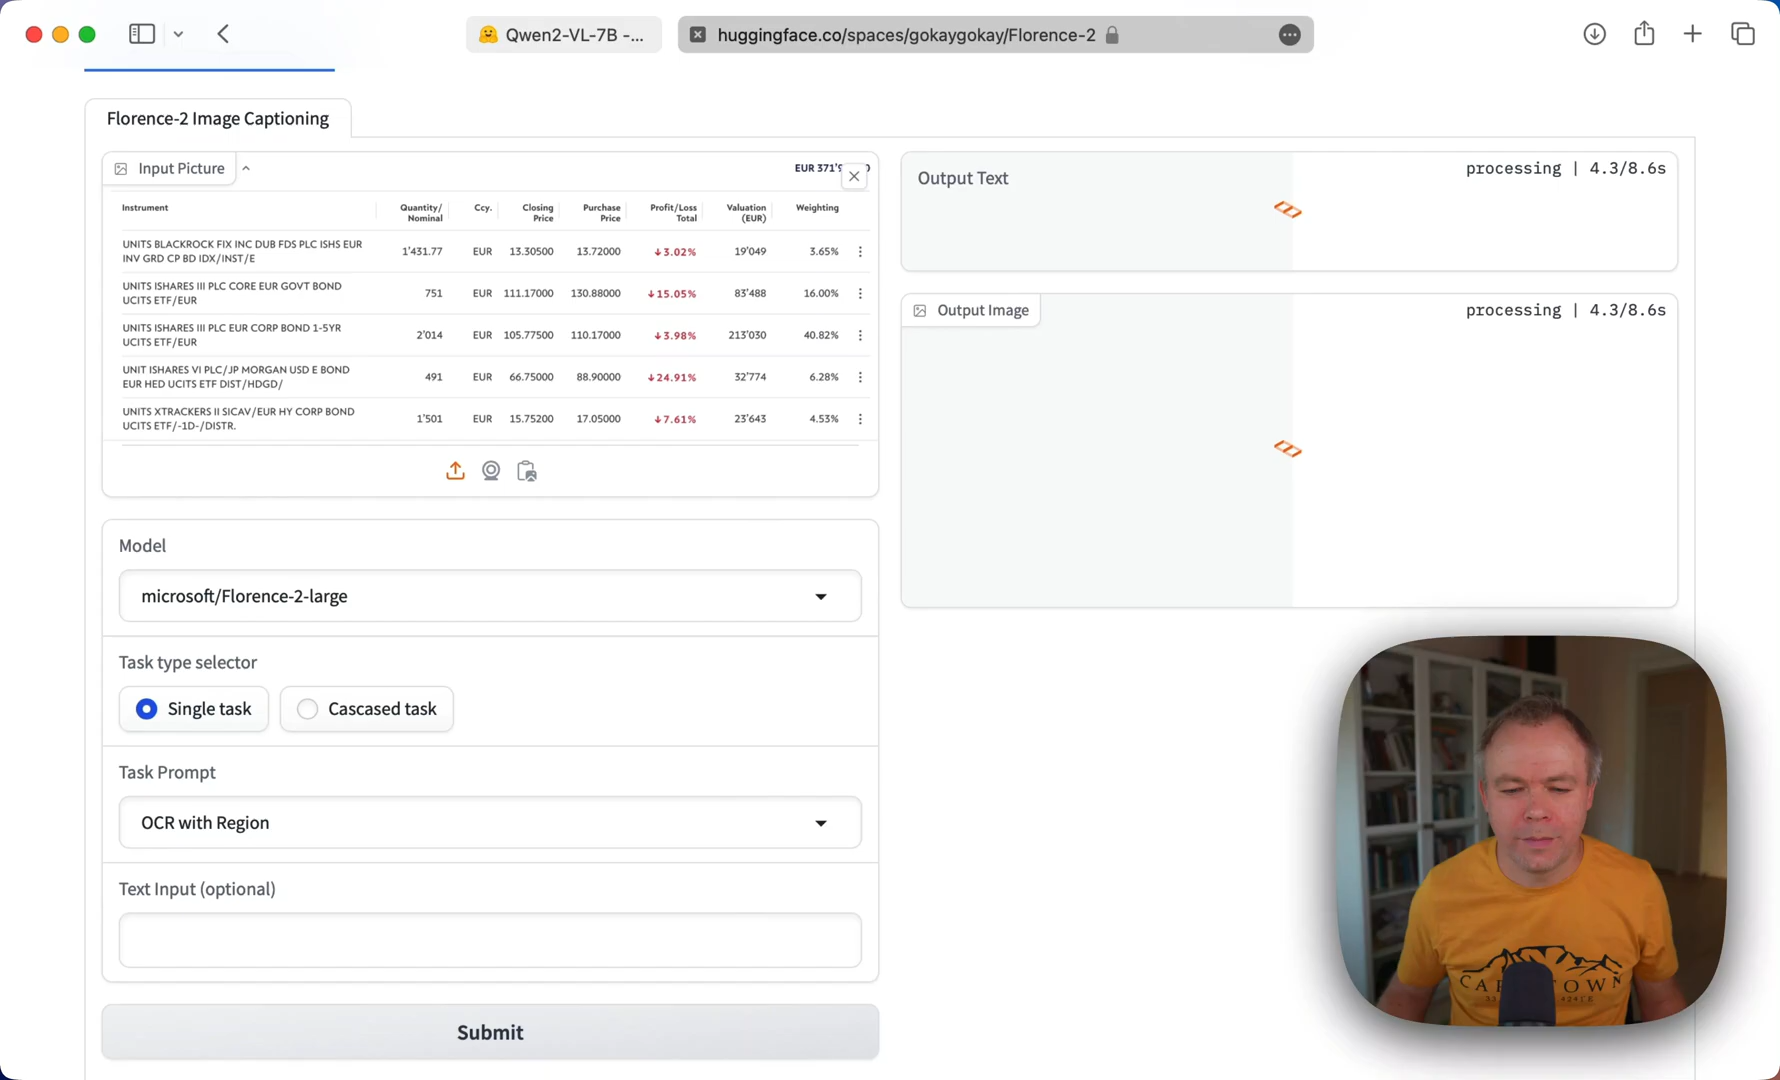 Qwen2-VL-7B -...
huggingface.co/spaces/gokaygokay/Florence-2
Florence-2 Image Captioning
Input Picture
EUR 371'
Instrument Quantity/ Nominal Ccy. Closing Price Purchase Price Profit/Loss Total Valuation (EUR) Weighting
UNITS BLACKROCK FIX INC DUB FDS PLC ISHS EUR
INV GRD CP BD IDX/INST/E
1'431.77 EUR 13.30500 13.72000 ↓3.02% 19'049 3.65%
UNITS ISHARES III PLC CORE EUR GOVT BOND
UCITS ETF/EUR
751 EUR 111.17000 130.88000 ↓15.05% 83'488 16.00%
UNITS ISHARES III PLC EUR CORP BOND 1-5YR
UCITS ETF/EUR
2'014 EUR 105.77500 110.17000 ↓3.98% 213'030 40.82%
UNIT ISHARES VI PLC/JP MORGAN USD E BOND
EUR HED UCITS ETF DIST/HDGD/
491 EUR 66.75000 88.90000 ↓24.91% 32'774 6.28%
UNITS XTRACKERS II SICAV/EUR HY CORP BOND
UCITS ETF/-1D-/DISTR.
1'501 EUR 15.75200 17.05000 ↓7.61% 23'643 4.53%
Model
microsoft/Florence-2-large
Task type selector
Single task
Cascased task
Task Prompt
OCR with Region
Text Input (optional)
Submit
Output Text
processing | 4.3/8.6s
Output Image
processing | 4.3/8.6s